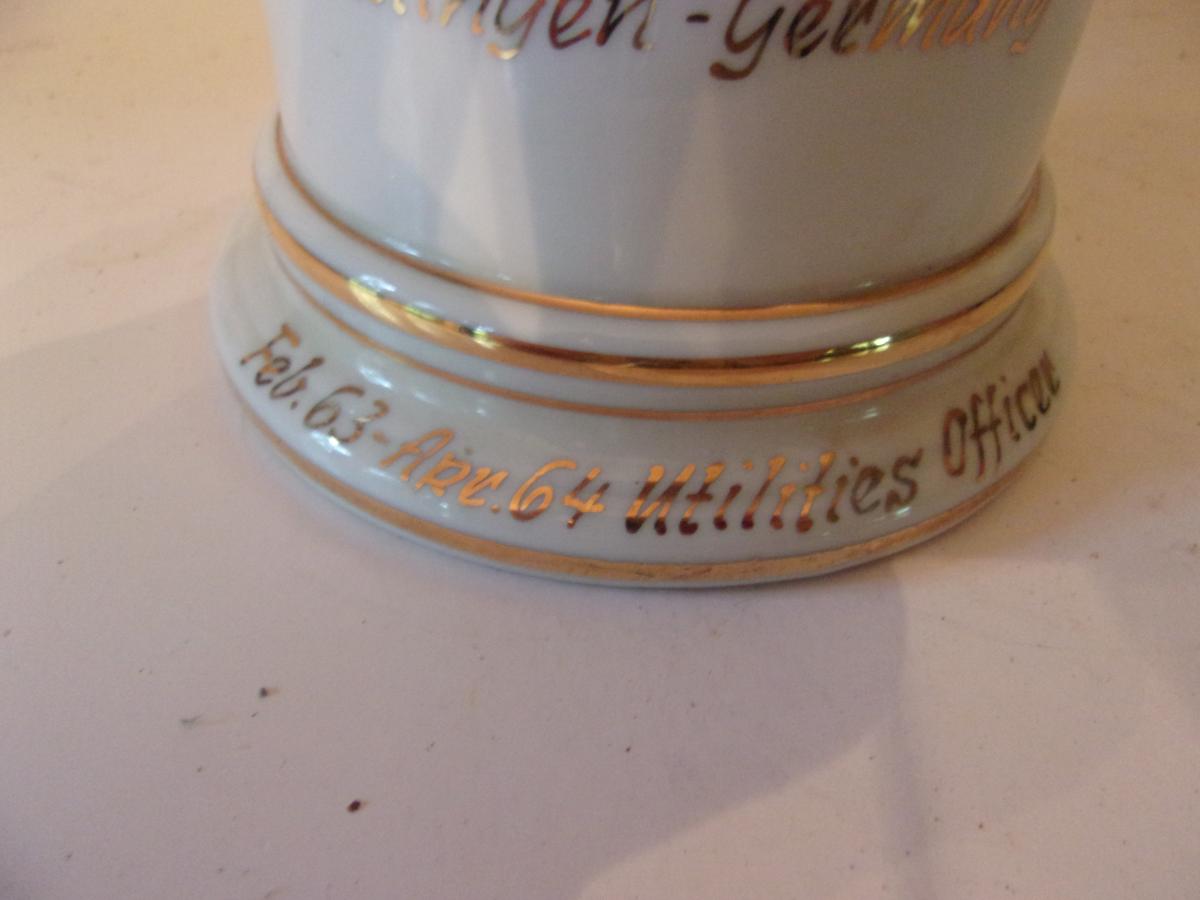 -Germany
Feb.63-Apr.64 Utilities Officer